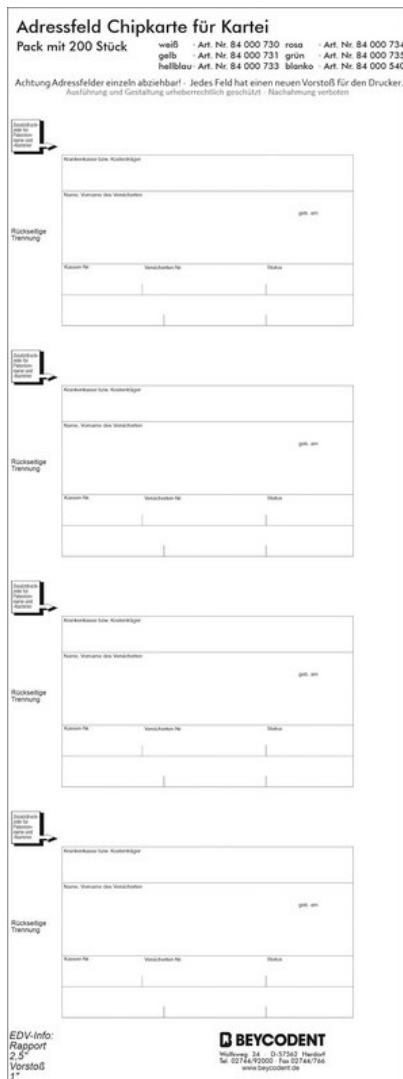 Adressfeld Chipkarte für Kartei
Pack mit 200 Stück
weiß · Art. Nr. 84 000 730 rosa · Art. Nr. 84 000 734
gelb · Art. Nr. 84 000 731 grün · Art. Nr. 84 000 735
hellblau · Art. Nr. 84 000 733 blanko · Art. Nr. 84 000 540
Achtung Adressfelder einzeln abziehbar! - Jedes Feld hat einen neuen Vorstoß für den Drucker.
Ausführung und Gestaltung urheberrechtlich geschützt - Nachahmung verboten
Krankenkasse bzw. Kostenträger
Name, Vorname des Versicherten
geb. am
Rückseitige
Trennung
Kassen-Nr. Versicherten-Nr. Status
Krankenkasse bzw. Kostenträger
Name, Vorname des Versicherten
geb. am
Rückseitige
Trennung
Kassen-Nr. Versicherten-Nr. Status
Krankenkasse bzw. Kostenträger
Name, Vorname des Versicherten
geb. am
Rückseitige
Trennung
Kassen-Nr. Versicherten-Nr. Status
Krankenkasse bzw. Kostenträger
Name, Vorname des Versicherten
geb. am
Rückseitige
Trennung
Kassen-Nr. Versicherten-Nr. Status
EDV-Info:
Rapport
2,5"
Vorstoß
1"
BEYCODENT
Wolfsweg 34 · D-57562 Herdorf
Tel. 02744/92000 · Fax 02744/766
www.beycodent.de